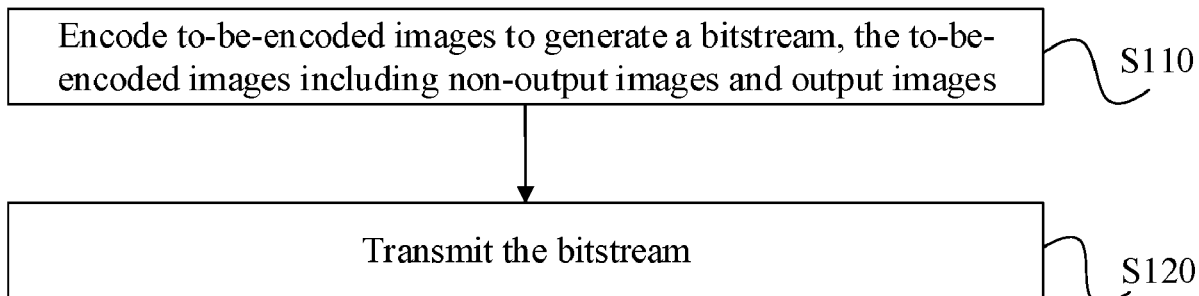 Encode to-be-encoded images to generate a bitstream, the to-be-
encoded images including non-output images and output images
S110
Transmit the bitstream
S120